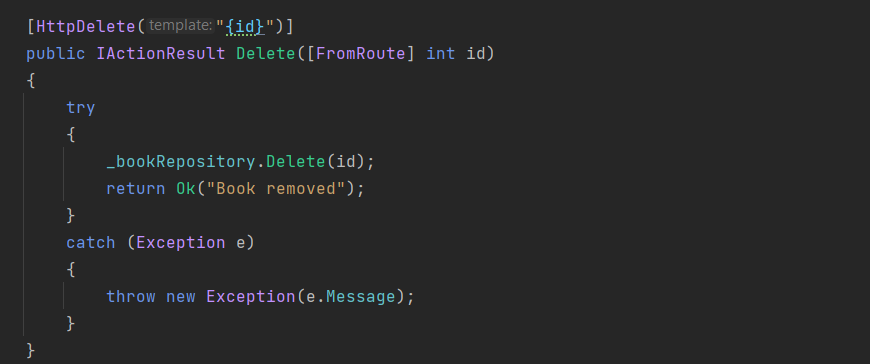 [HttpDelete( template: "{id}")]
public IActionResult Delete([FromRoute] int id)
{
try
{
_bookRepository.Delete(id);
return Ok("Book removed");
}
catch (Exception e)
{
throw new Exception(e.Message);
}
}